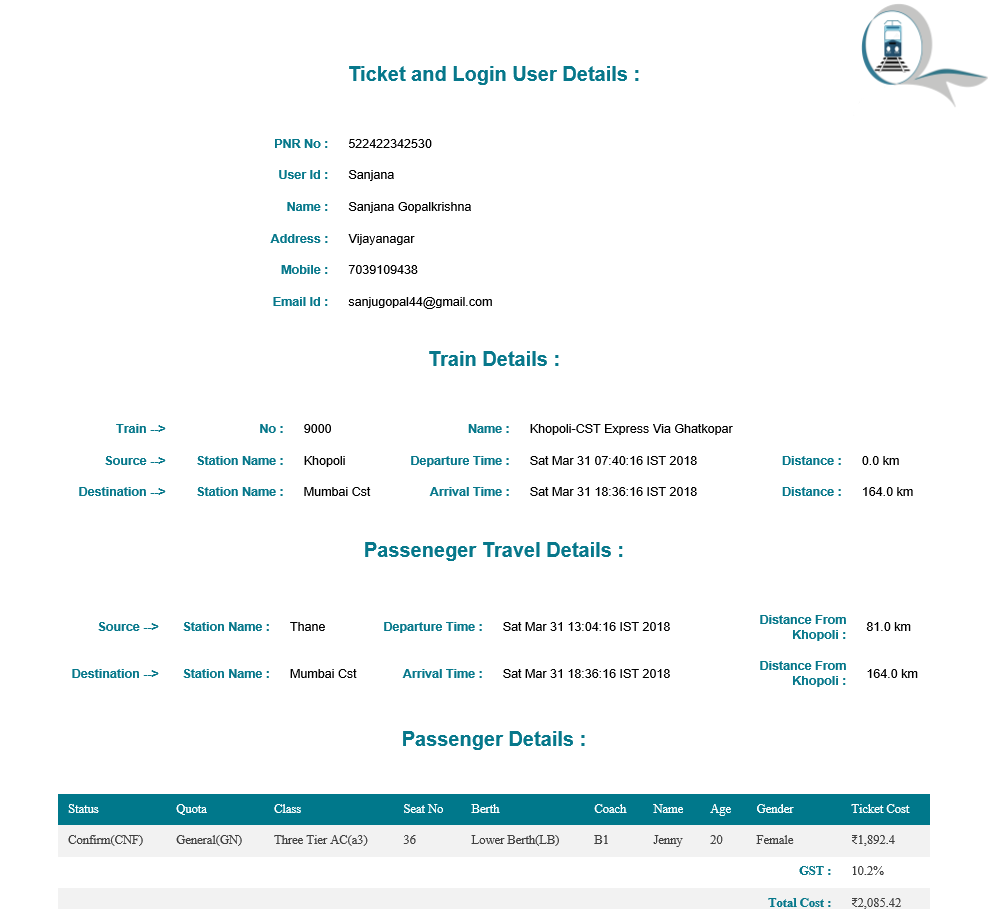 Ticket and Login User Details :
PNR No : 522422342530
User Id : Sanjana
Name : Sanjana Gopalkrishna
Address : Vijayanagar
Mobile : 7039109438
Email Id : sanjugopal44@gmail.com
Train Details :
Train --> No : 9000 Name : Khopoli-CST Express Via Ghatkopar
Source --> Station Name : Khopoli Departure Time : Sat Mar 31 07:40:16 IST 2018 Distance : 0.0 km
Destination --> Station Name : Mumbai Cst Arrival Time : Sat Mar 31 18:36:16 IST 2018 Distance : 164.0 km
Passeneger Travel Details :
Source --> Station Name : Thane Departure Time : Sat Mar 31 13:04:16 IST 2018 Distance From Khopoli : 81.0 km
Destination --> Station Name : Mumbai Cst Arrival Time : Sat Mar 31 18:36:16 IST 2018 Distance From Khopoli : 164.0 km
Passenger Details :
Status Quota Class Seat No Berth Coach Name Age Gender Ticket Cost
Confirm(CNF) General(GN) Three Tier AC(a3) 36 Lower Berth(LB) B1 Jenny 20 Female ₹1,892.4
GST : 10.2%
Total Cost : ₹2,085.42